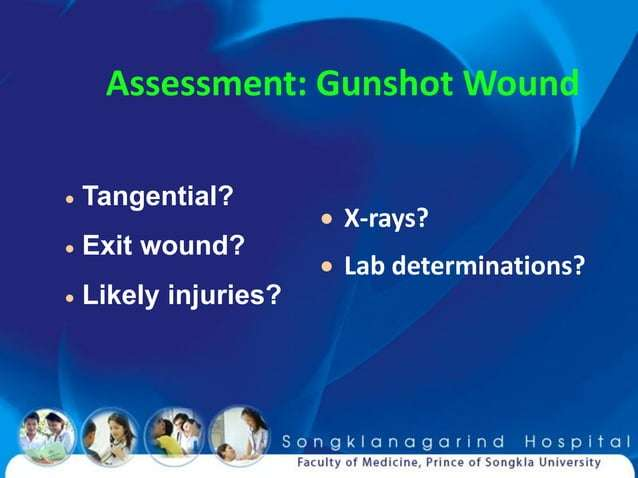 Assessment: Gunshot Wound
• Tangential?
• Exit wound?
• Likely injuries?
• X-rays?
• Lab determinations?
Songklanagarind Hospital
Faculty of Medicine, Prince of Songkla University